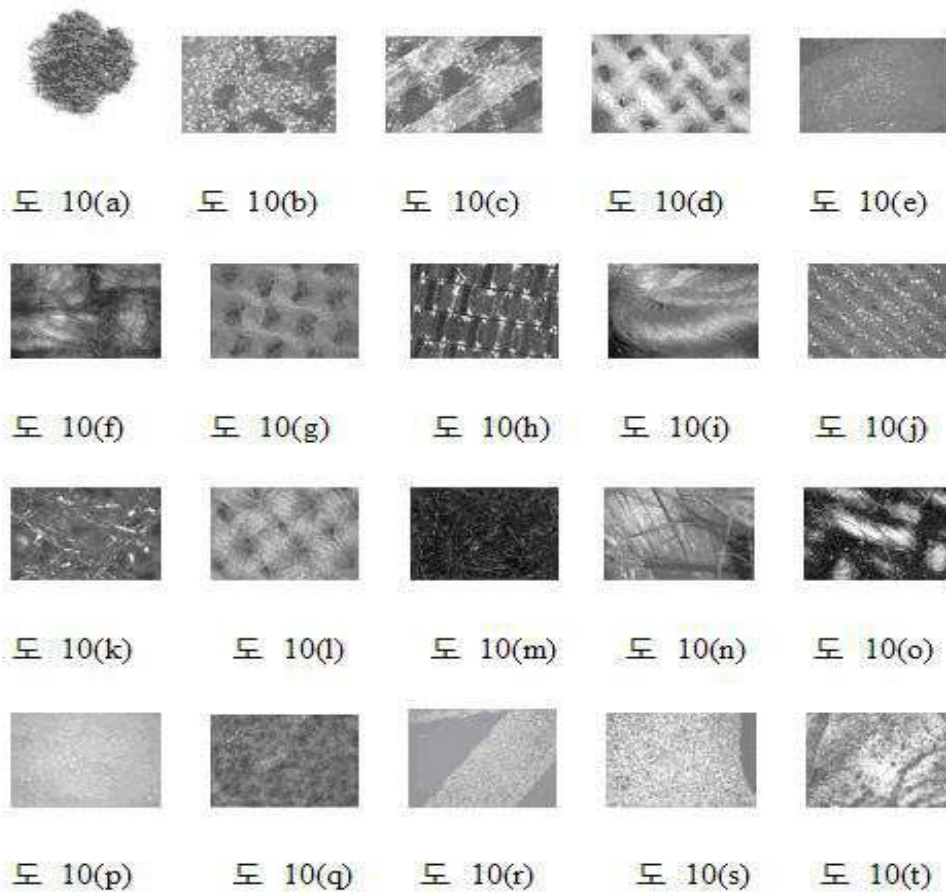 도 10(a) 도 10(b) 도 10(c) 도 10(d) 도 10(e)
도 10(f) 도 10(g) 도 10(h) 도 10(i) 도 10(j)
도 10(k) 도 10(l) 도 10(m) 도 10(n) 도 10(o)
도 10(p) 도 10(q) 도 10(r) 도 10(s) 도 10(t)